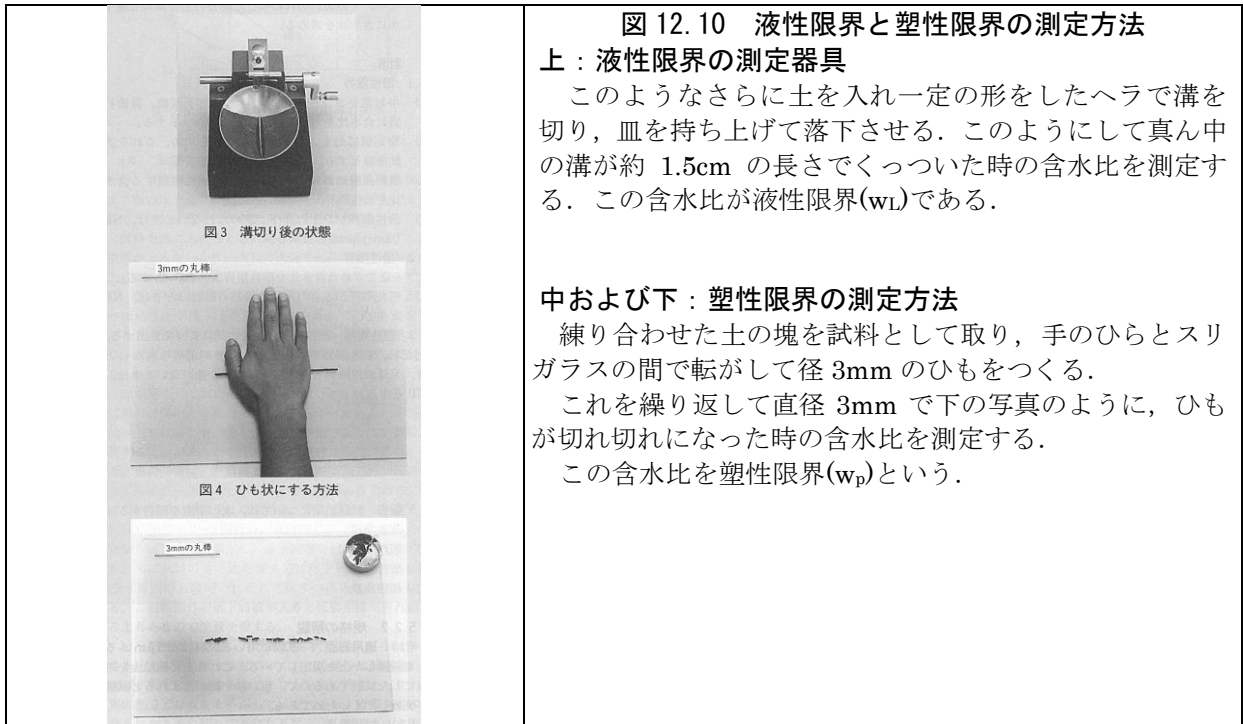 図 12.10　液性限界と塑性限界の測定方法
上：液性限界の測定器具
このようなさらに土を入れ一定の形をしたヘラで溝を
切り，皿を持ち上げて落下させる．このようにして真ん中
の溝が約 1.5cm の長さでくっついた時の含水比を測定す
る．この含水比が液性限界(wL)である．
中および下：塑性限界の測定方法
練り合わせた土の塊を試料として取り，手のひらとスリ
ガラスの間で転がして径 3mm のひもをつくる．
これを繰り返して直径 3mm で下の写真のように，ひも
が切れ切れになった時の含水比を測定する．
この含水比を塑性限界(wp)という．
図3　溝切り後の状態
3mmの丸棒
図4　ひも状にする方法
3mmの丸棒